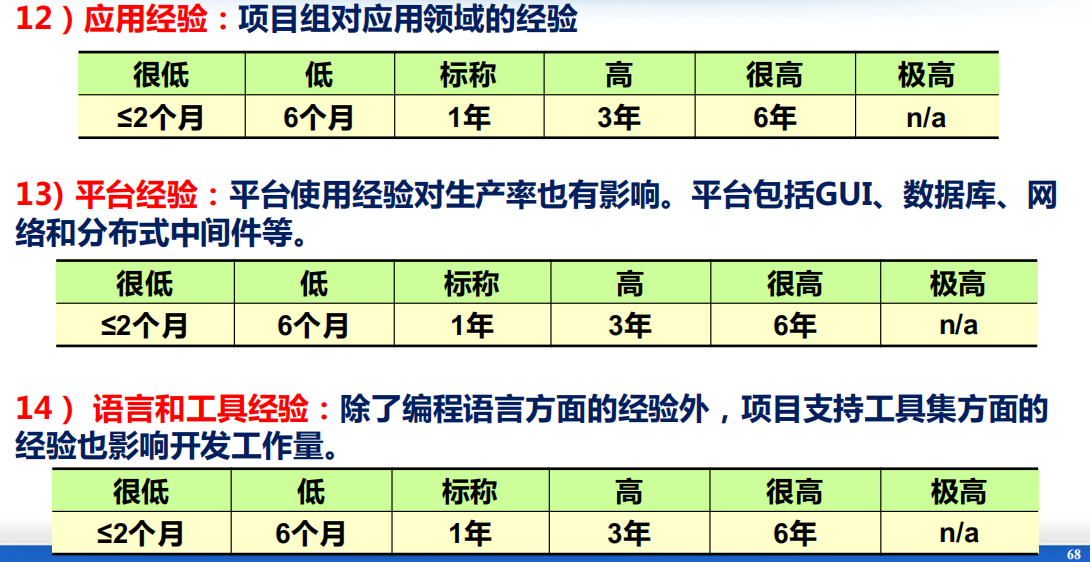 12）应用经验：项目组对应用领域的经验
很低 低 标称 高 很高 极高
≤2个月 6个月 1年 3年 6年 n/a
13) 平台经验：平台使用经验对生产率也有影响。平台包括GUI、数据库、网
络和分布式中间件等。
很低 低 标称 高 很高 极高
≤2个月 6个月 1年 3年 6年 n/a
14） 语言和工具经验：除了编程语言方面的经验外，项目支持工具集方面的
经验也影响开发工作量。
很低 低 标称 高 很高 极高
≤2个月 6个月 1年 3年 6年 n/a
68